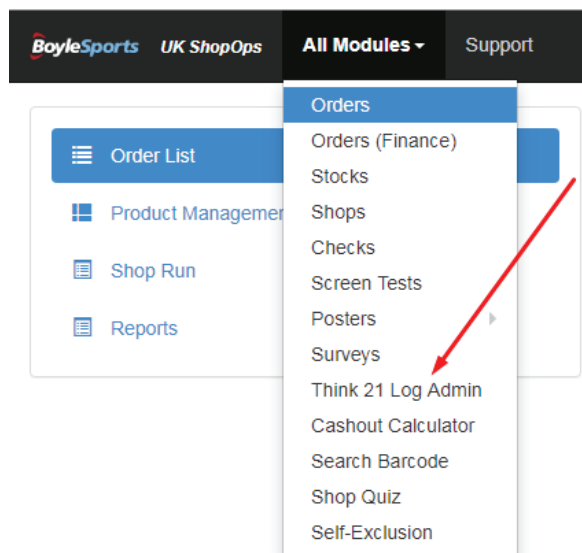 BoyleSports UK ShopOps All Modules Support
Orders
Order List
Orders (Finance)
Stocks
Product Managemen
Shops
Checks
Shop Run
Screen Tests
Posters
Reports
Surveys
Think 21 Log Admin
Cashout Calculator
Search Barcode
Shop Quiz
Self-Exclusion